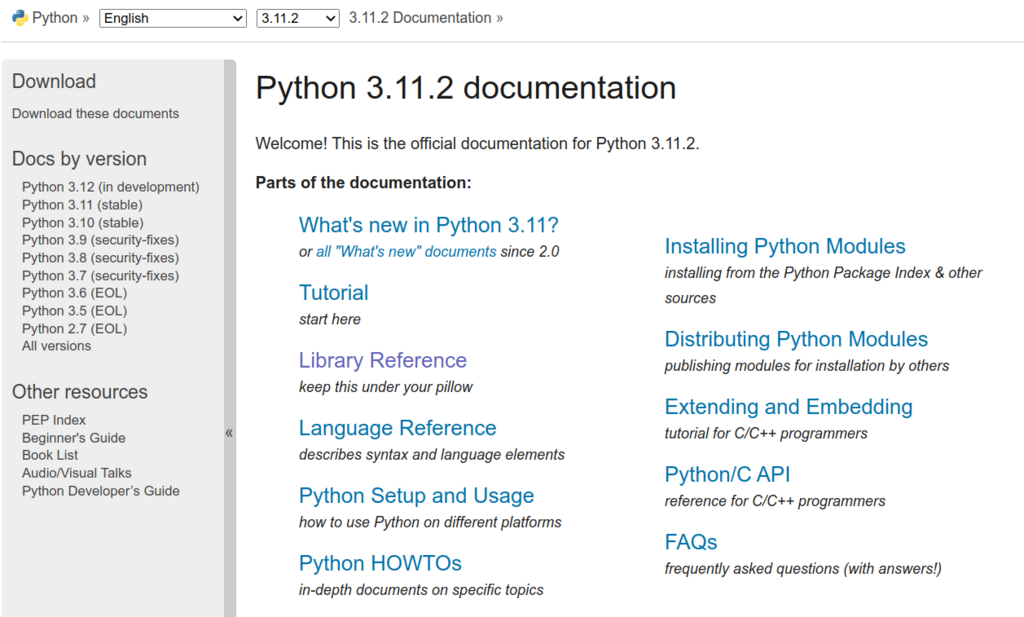 Python » English 3.11.2 3.11.2 Documentation »
Download
Download these documents
Docs by version
Python 3.12 (in development)
Python 3.11 (stable)
Python 3.10 (stable)
Python 3.9 (security-fixes)
Python 3.8 (security-fixes)
Python 3.7 (security-fixes)
Python 3.6 (EOL)
Python 3.5 (EOL)
Python 2.7 (EOL)
All versions
Other resources
PEP Index
Beginner's Guide
Book List
Audio/Visual Talks
Python Developer’s Guide
«
Python 3.11.2 documentation
Welcome! This is the official documentation for Python 3.11.2.
Parts of the documentation:
What's new in Python 3.11?
or all "What's new" documents since 2.0
Tutorial
start here
Library Reference
keep this under your pillow
Language Reference
describes syntax and language elements
Python Setup and Usage
how to use Python on different platforms
Python HOWTOs
in-depth documents on specific topics
Installing Python Modules
installing from the Python Package Index & other
sources
Distributing Python Modules
publishing modules for installation by others
Extending and Embedding
tutorial for C/C++ programmers
Python/C API
reference for C/C++ programmers
FAQs
frequently asked questions (with answers!)